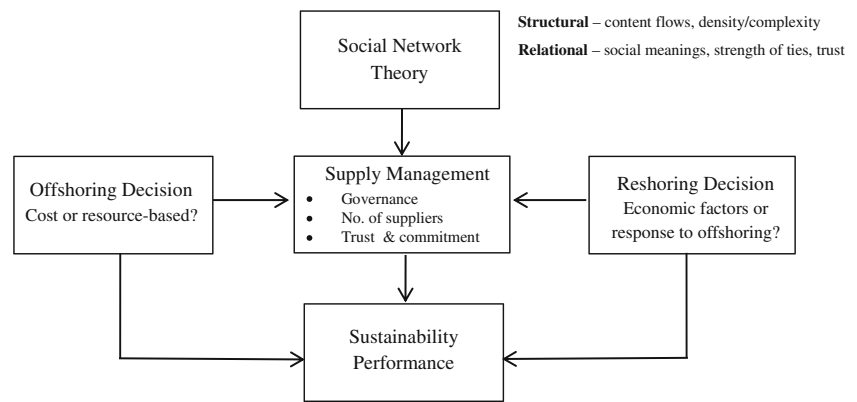 Social Network
Theory
Structural – content flows, density/complexity
Relational – social meanings, strength of ties, trust
Offshoring Decision
Cost or resource-based?
Supply Management
• Governance
• No. of suppliers
• Trust & commitment
Reshoring Decision
Economic factors or
response to offshoring?
Sustainability
Performance